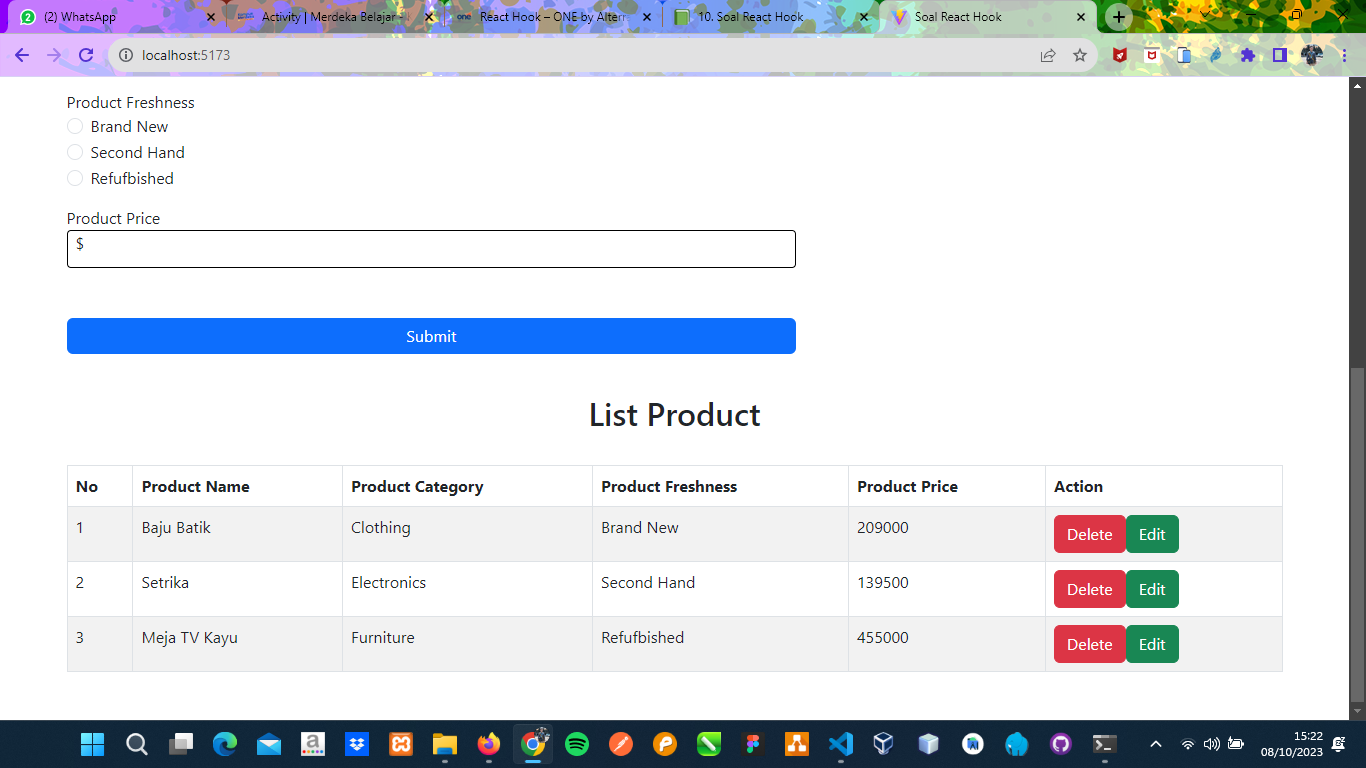 (2) WhatsApp
Activity | Merdeka Belajar -
React Hook – ONE by Alterr
10. Soal React Hook
Soal React Hook
localhost:5173
Product Freshness
Brand New
Second Hand
Refufbished
Product Price
$
Submit
List Product
No Product Name Product Category Product Freshness Product Price Action
1 Baju Batik Clothing Brand New 209000 Delete Edit
2 Setrika Electronics Second Hand 139500 Delete Edit
3 Meja TV Kayu Furniture Refufbished 455000 Delete Edit
15:22
08/10/2023